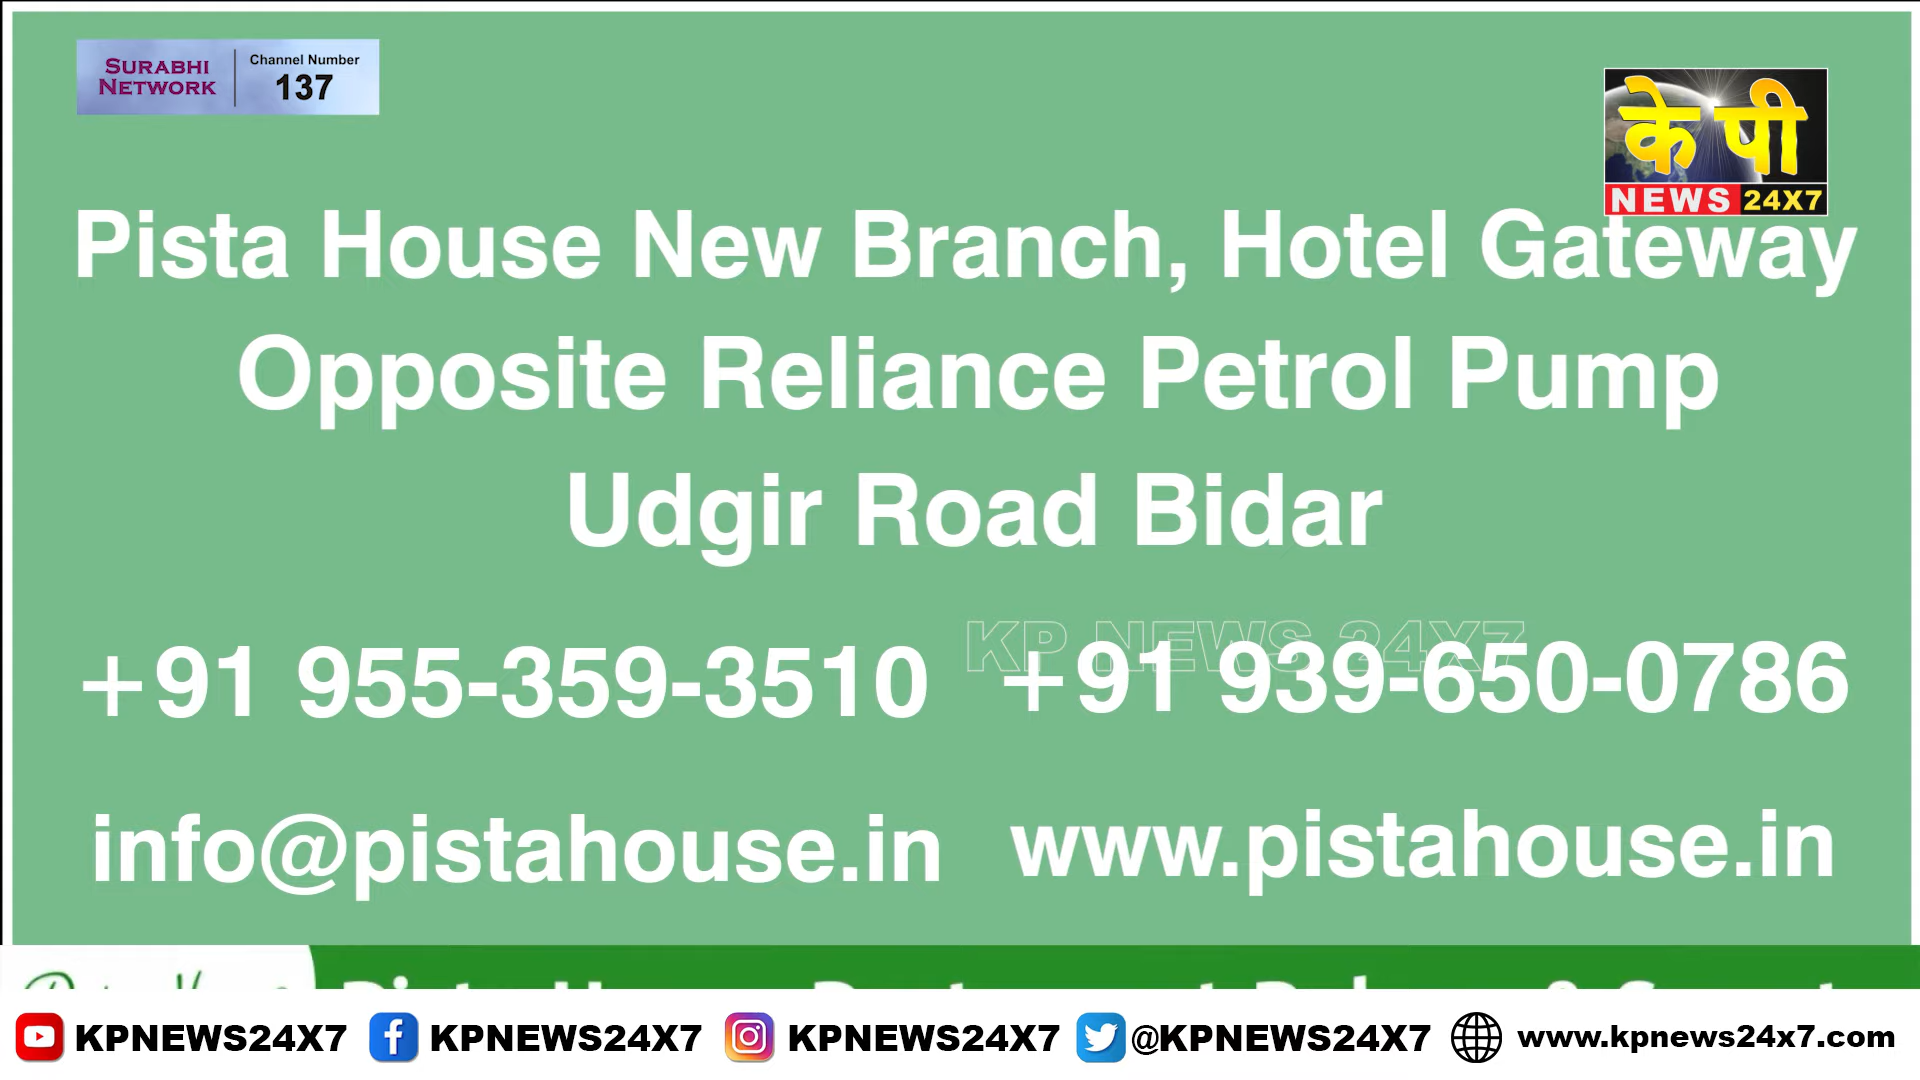 SURABHI
NETWORK
Channel Number
137
के पी
NEWS 24X7
Pista House New Branch, Hotel Gateway
Opposite Reliance Petrol Pump
Udgir Road Bidar
KP NEWS 24X7
+91 955-359-3510 +91 939-650-0786
info@pistahouse.in www.pistahouse.in
KPNEWS24X7 KPNEWS24X7 KPNEWS24X7 @KPNEWS24X7 www.kpnews24x7.com